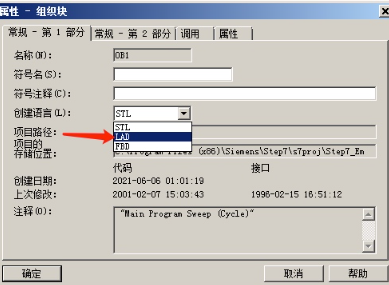 属性 - 组织块
常规 - 第 1 部分 常规 - 第 2 部分 调用 属性
名称(N): OB1
符号名(S):
符号注释(C):
创建语言(L): STL
STL
LAD
FBD
项目路径:
项目的
存储位置: C:\Program Files (x86)\Siemens\Step7\s7proj\Step7_Em
代码 接口
创建日期: 2021-06-06 01:01:19
上次修改: 2001-02-07 15:03:43 1996-02-15 16:51:12
注释(O): "Main Program Sweep (Cycle)"
确定 取消 帮助